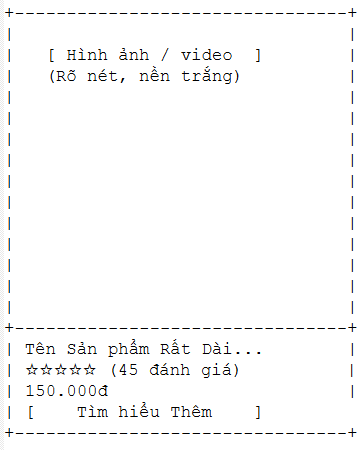 [ Hình ảnh / video ]
(Rõ nét, nền trắng)
Tên Sản phẩm Rất Dài...
☆☆☆☆☆ (45 đánh giá)
150.000đ
[ Tìm hiểu Thêm ]